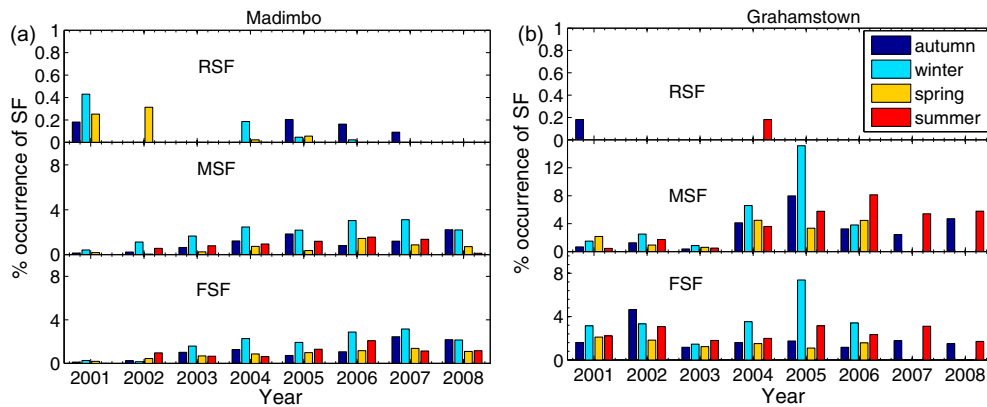 Madimbo
(a)
% occurrence of SF
1
0.8
0.6
0.4
0.2
RSF
8
4
0
MSF
8
4
0
FSF
2001 2002 2003 2004 2005 2006 2007 2008
Year
Grahamstown
(b)
% occurrence of SF
1
0.8
0.6
0.4
0.2
RSF
autumn
winter
spring
summer
12
8
4
0
MSF
8
4
0
FSF
2001 2002 2003 2004 2005 2006 2007 2008
Year